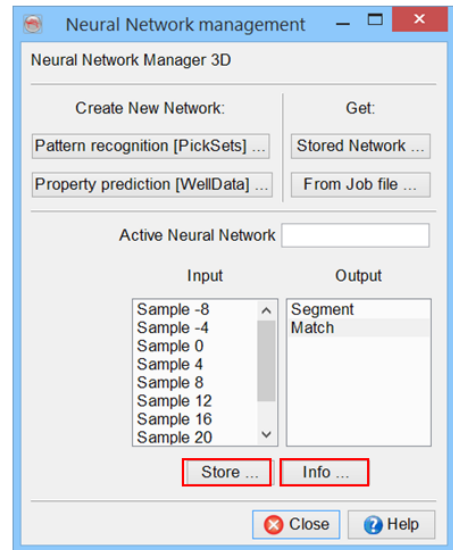 Neural Network management
Neural Network Manager 3D
Create New Network:
Get:
Pattern recognition [PickSets] ...
Stored Network ...
Property prediction [WellData] ...
From Job file ...
Active Neural Network
Input
Output
Sample -8
Sample -4
Sample 0
Sample 4
Sample 8
Sample 12
Sample 16
Sample 20
Segment
Match
Store ...
Info ...
Close
Help